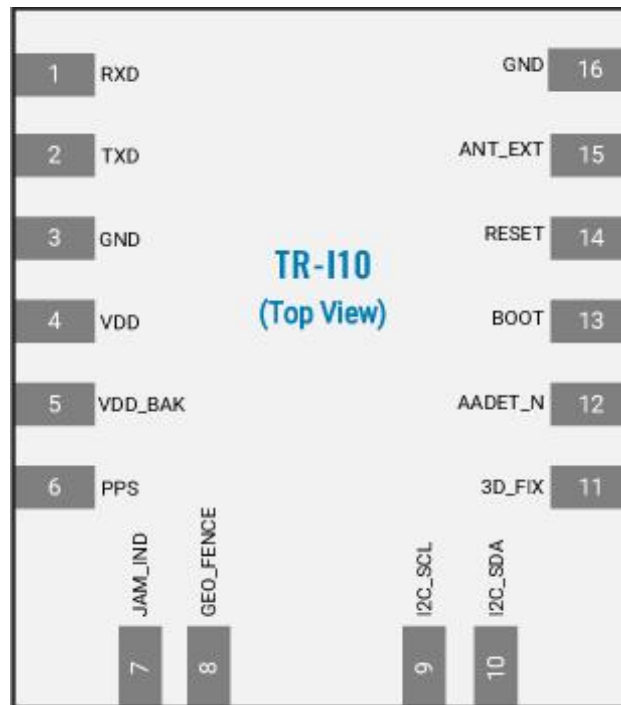 1 RXD
GND 16
2 TXD
ANT_EXT 15
3 GND
RESET 14
TR-I10
(Top View)
4 VDD
BOOT 13
5 VDD_BAK
AADET_N 12
6 PPS
3D_FIX 11
JAM_IND
GEO_FENCE
I2C_SCL
I2C_SDA
7
8
9
10